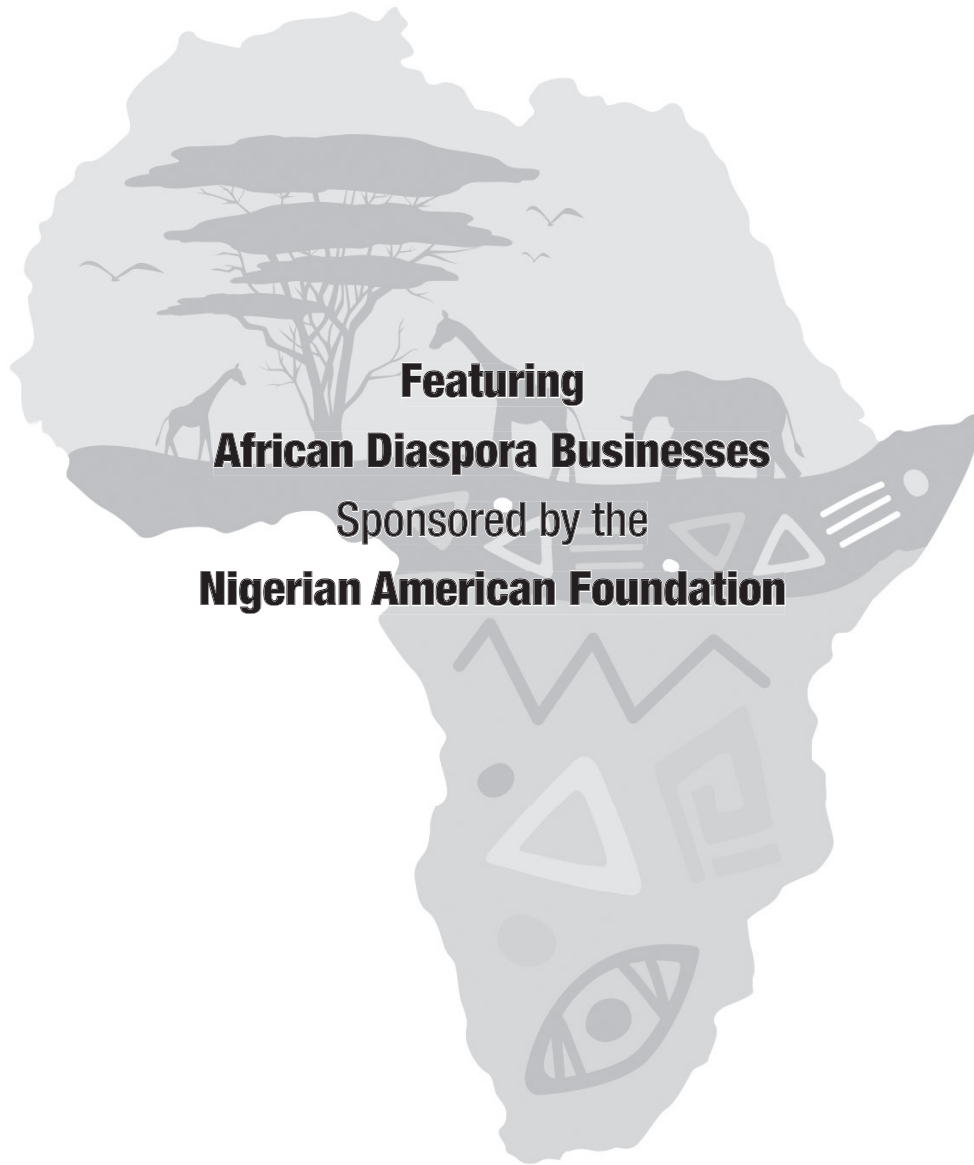 Featuring
African Diaspora Businesses
Sponsored by the
Nigerian American Foundation